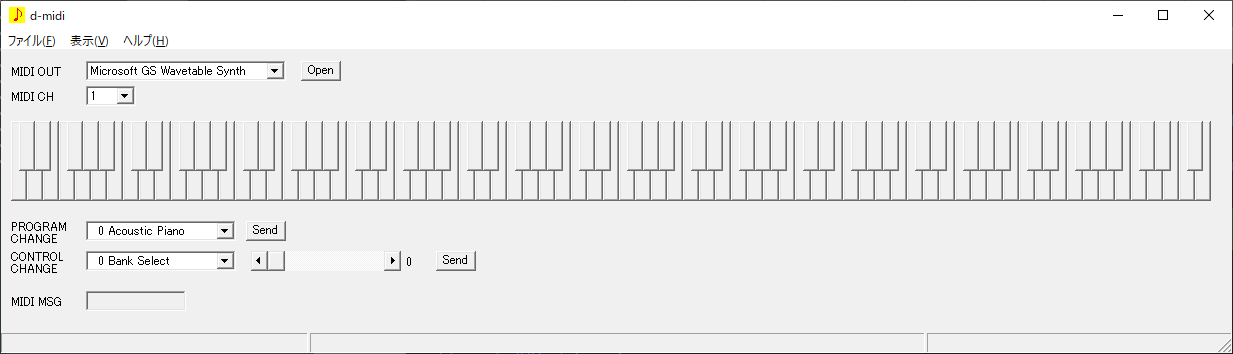 d-midi
ファイル(F) 表示(V) ヘルプ(H)
MIDI OUT Microsoft GS Wavetable Synth Open
MIDI CH 1
PROGRAM CHANGE 0 Acoustic Piano Send
CONTROL CHANGE 0 Bank Select 0 Send
MIDI MSG